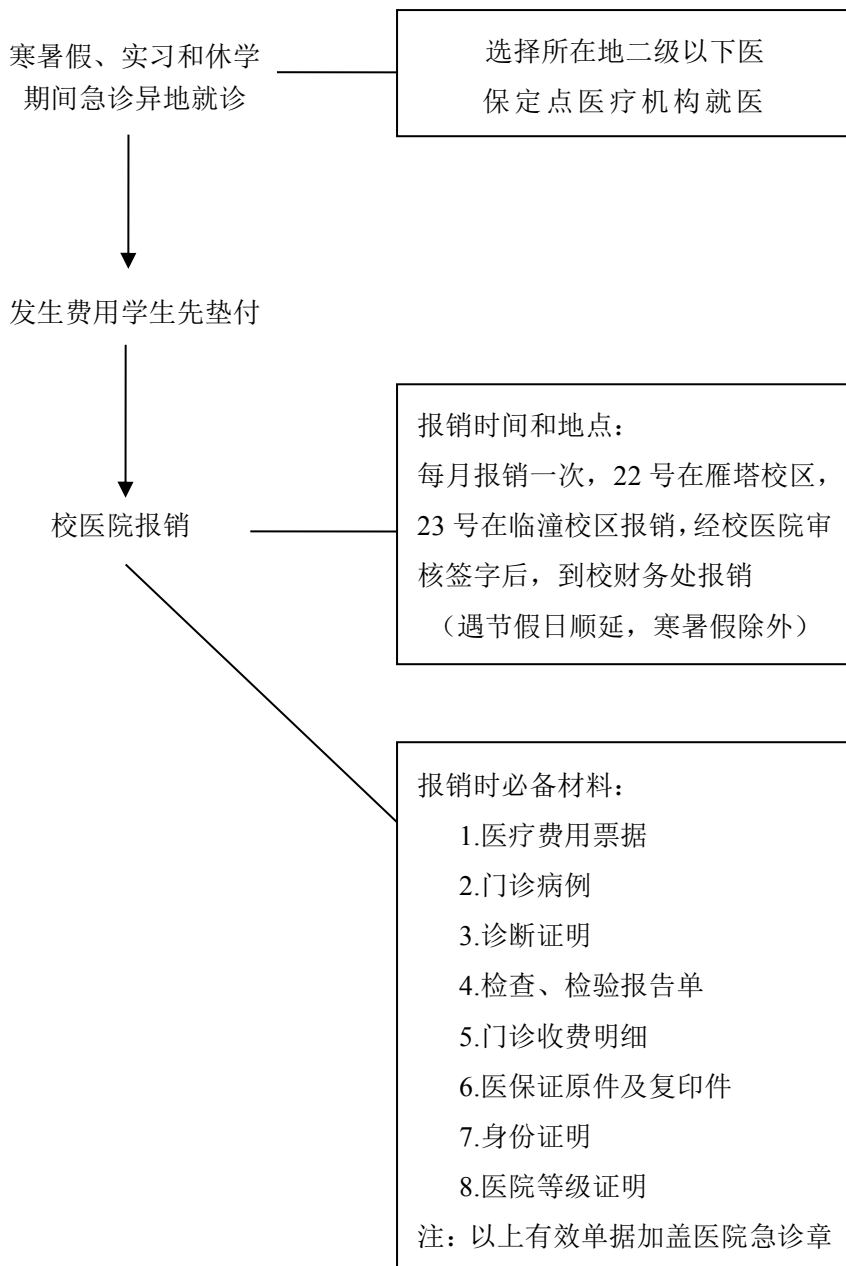 寒暑假、实习和休学
期间急诊异地就诊
选择所在地二级以下医
保定点医疗机构就医
发生费用学生先垫付
校医院报销
报销时间和地点：
每月报销一次，22 号在雁塔校区，
23 号在临潼校区报销，经校医院审
核签字后，到校财务处报销
（遇节假日顺延，寒暑假除外）
报销时必备材料：
1.医疗费用票据
2.门诊病例
3.诊断证明
4.检查、检验报告单
5.门诊收费明细
6.医保证原件及复印件
7.身份证明
8.医院等级证明
注：以上有效单据加盖医院急诊章